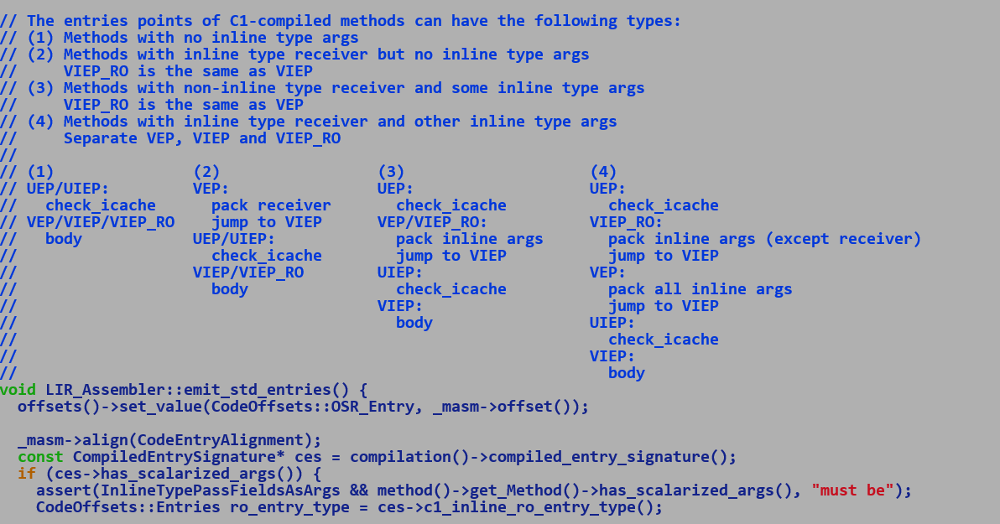 // The entries points of C1-compiled methods can have the following types:
// (1) Methods with no inline type args
// (2) Methods with inline type receiver but no inline type args
//     VIEP_RO is the same as VIEP
// (3) Methods with non-inline type receiver and some inline type args
//     VIEP_RO is the same as VEP
// (4) Methods with inline type receiver and other inline type args
//     Separate VEP, VIEP and VIEP_RO
//
// (1)               (2)                 (3)                    (4)
// UEP/UIEP:         VEP:                UEP:                   UEP:
//   check_icache      pack receiver       check_icache           check_icache
// VEP/VIEP/VIEP_RO    jump to VIEP      VEP/VIEP_RO:           VIEP_RO:
//   body            UEP/UIEP:             pack inline args       pack inline args (except receiver)
//                     check_icache        jump to VIEP           jump to VIEP
//                   VIEP/VIEP_RO        UIEP:                  VEP:
//                     body                check_icache           pack all inline args
//                                       VIEP:                    jump to VIEP
//                                         body                 UIEP:
//                                                                check_icache
//                                                              VIEP:
//                                                                body
void LIR_Assembler::emit_std_entries() {
  offsets()->set_value(CodeOffsets::OSR_Entry, _masm->offset());

  _masm->align(CodeEntryAlignment);
  const CompiledEntrySignature* ces = compilation()->compiled_entry_signature();
  if (ces->has_scalarized_args()) {
    assert(InlineTypePassFieldsAsArgs && method()->get_Method()->has_scalarized_args(), "must be");
    CodeOffsets::Entries ro_entry_type = ces->c1_inline_ro_entry_type();